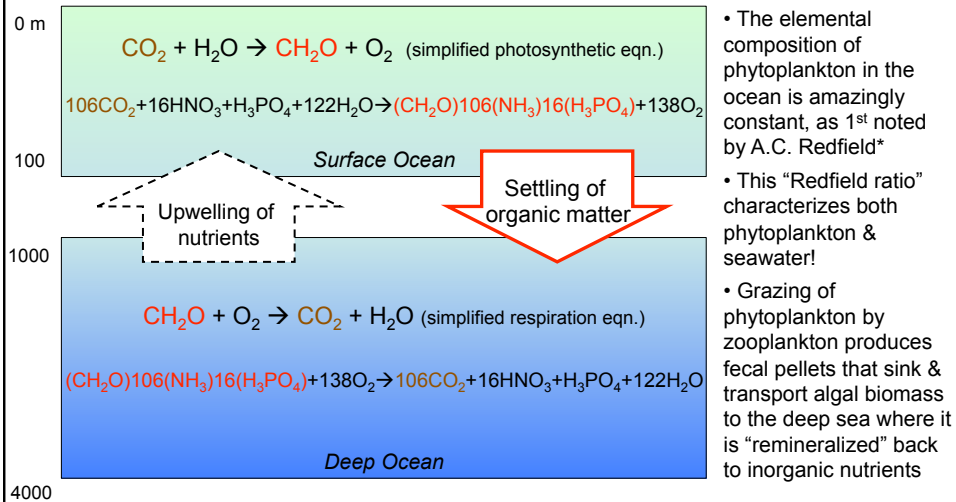 0 m
CO₂ + H₂O → CH₂O + O₂ (simplified photosynthetic eqn.)
106CO₂+16HNO₃+H₃PO₄+122H₂O→(CH₂O)106(NH₃)16(H₃PO₄)+138O₂
100
Surface Ocean
Upwelling of
nutrients
Settling of
organic matter
1000
CH₂O + O₂ → CO₂ + H₂O (simplified respiration eqn.)
(CH₂O)106(NH₃)16(H₃PO₄)+138O₂→106CO₂+16HNO₃+H₃PO₄+122H₂O
Deep Ocean
4000
• The elemental
composition of
phytoplankton in the
ocean is amazingly
constant, as 1st noted
by A.C. Redfield*
• This “Redfield ratio”
characterizes both
phytoplankton &
seawater!
• Grazing of
phytoplankton by
zooplankton produces
fecal pellets that sink &
transport algal biomass
to the deep sea where it
is “remineralized” back
to inorganic nutrients